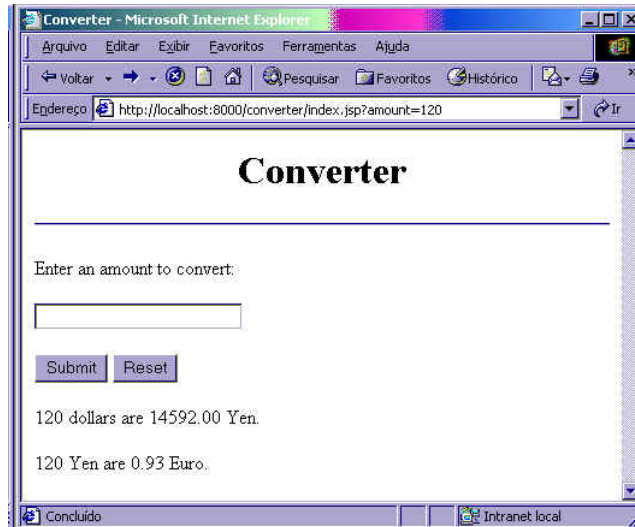 Converter - Microsoft Internet Explorer
Arquivo Editar Exibir Favoritos Ferramentas Ajuda
Voltar Pesquisar Favoritos Histórico
Endereço http://localhost:8000/converter/index.jsp?amount=120 Ir
Converter
Enter an amount to convert:
Submit Reset
120 dollars are 14592.00 Yen.
120 Yen are 0.93 Euro.
Concluído Intranet local